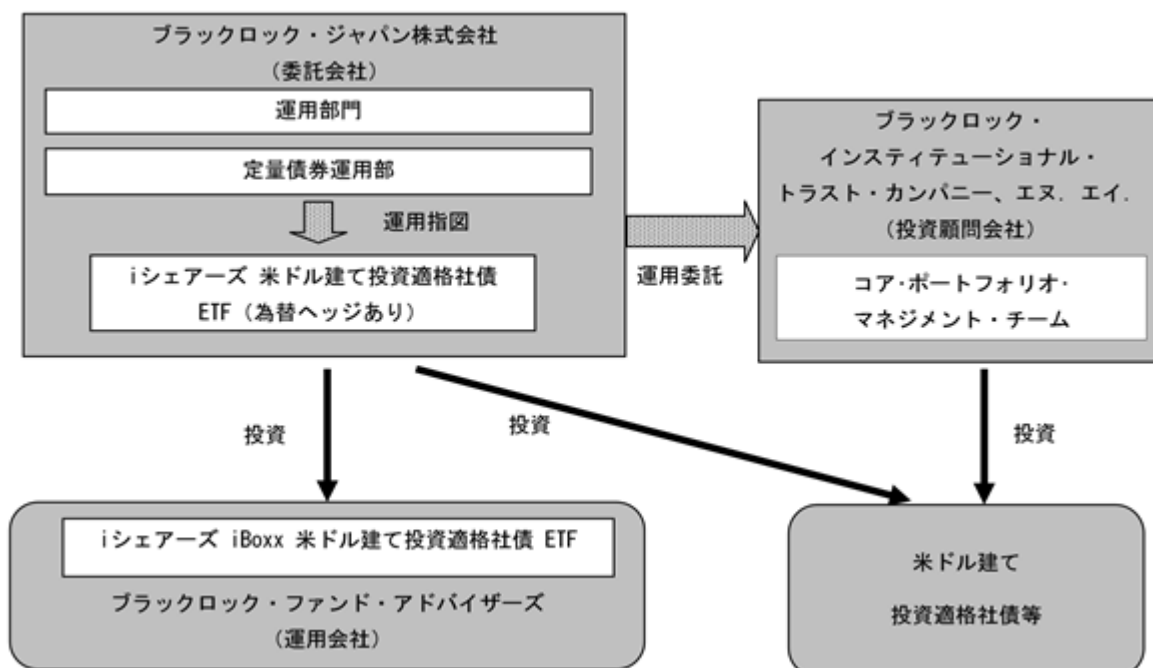 ブラックロック・ジャパン株式会社
(委託会社)
運用部門
定量債券運用部
運用指図
iシェアーズ 米ドル建て投資適格社債
ETF(為替ヘッジあり)
運用委託
ブラックロック・
インスティテューショナル・
トラスト・カンパニー、エヌ. エイ.
(投資顧問会社)
コア・ポートフォリオ・
マネジメント・チーム
投資
投資
投資
iシェアーズ iBoxx 米ドル建て投資適格社債 ETF
ブラックロック・ファンド・アドバイザーズ
(運用会社)
米ドル建て
投資適格社債等